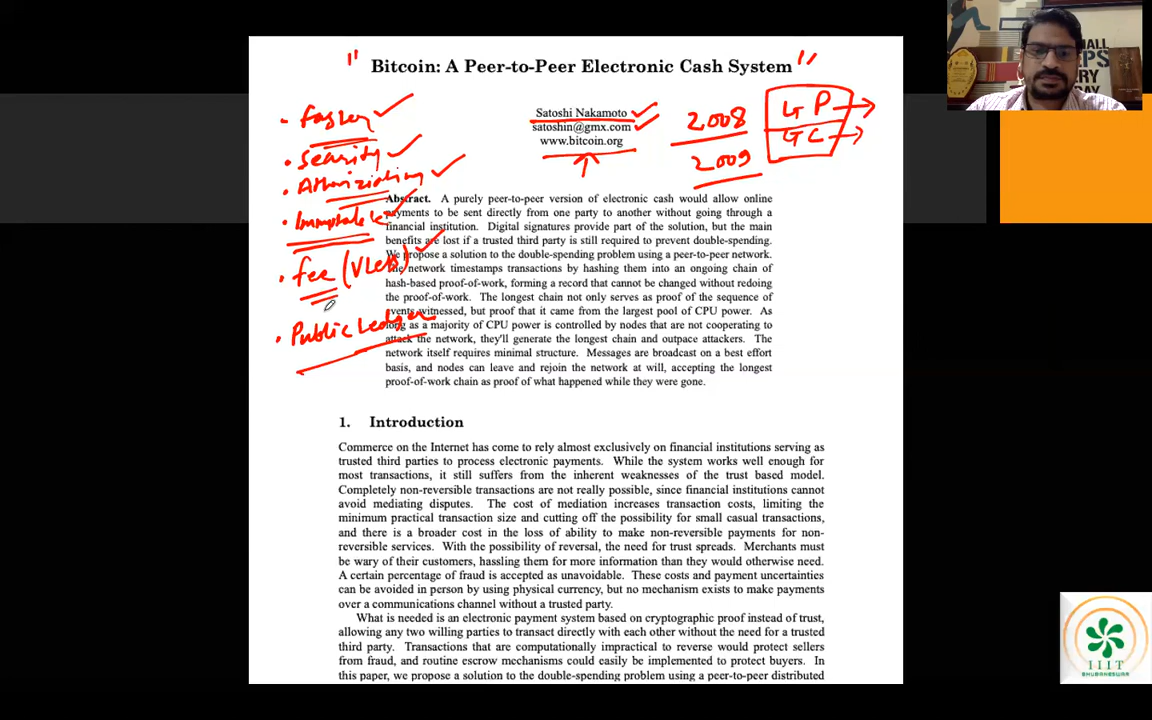 " Bitcoin: A Peer-to-Peer Electronic Cash System "
Satoshi Nakamoto
satoshin@gmx.com
www.bitcoin.org
2008
2009
GP
GC
• Faster
• Security
• Immutable
• fee (Less)
• Public Ledger
Abstract. A purely peer-to-peer version of electronic cash would allow online
payments to be sent directly from one party to another without going through a
financial institution. Digital signatures provide part of the solution, but the main
benefits are lost if a trusted third party is still required to prevent double-spending.
We propose a solution to the double-spending problem using a peer-to-peer network.
The network timestamps transactions by hashing them into an ongoing chain of
hash-based proof-of-work, forming a record that cannot be changed without redoing
the proof-of-work. The longest chain not only serves as proof of the sequence of
events witnessed, but proof that it came from the largest pool of CPU power. As
long as a majority of CPU power is controlled by nodes that are not cooperating to
attack the network, they'll generate the longest chain and outpace attackers. The
network itself requires minimal structure. Messages are broadcast on a best effort
basis, and nodes can leave and rejoin the network at will, accepting the longest
proof-of-work chain as proof of what happened while they were gone.
1. Introduction
Commerce on the Internet has come to rely almost exclusively on financial institutions serving as
trusted third parties to process electronic payments. While the system works well enough for
most transactions, it still suffers from the inherent weaknesses of the trust based model.
Completely non-reversible transactions are not really possible, since financial institutions cannot
avoid mediating disputes. The cost of mediation increases transaction costs, limiting the
minimum practical transaction size and cutting off the possibility for small casual transactions,
and there is a broader cost in the loss of ability to make non-reversible payments for non-
reversible services. With the possibility of reversal, the need for trust spreads. Merchants must
be wary of their customers, hassling them for more information than they would otherwise need.
A certain percentage of fraud is accepted as unavoidable. These costs and payment uncertainties
can be avoided in person by using physical currency, but no mechanism exists to make payments
over a communications channel without a trusted party.
What is needed is an electronic payment system based on cryptographic proof instead of trust,
allowing any two willing parties to transact directly with each other without the need for a trusted
third party. Transactions that are computationally impractical to reverse would protect sellers
from fraud, and routine escrow mechanisms could easily be implemented to protect buyers. In
this paper, we propose a solution to the double-spending problem using a peer-to-peer distributed
IIIT
BHUBANESWAR